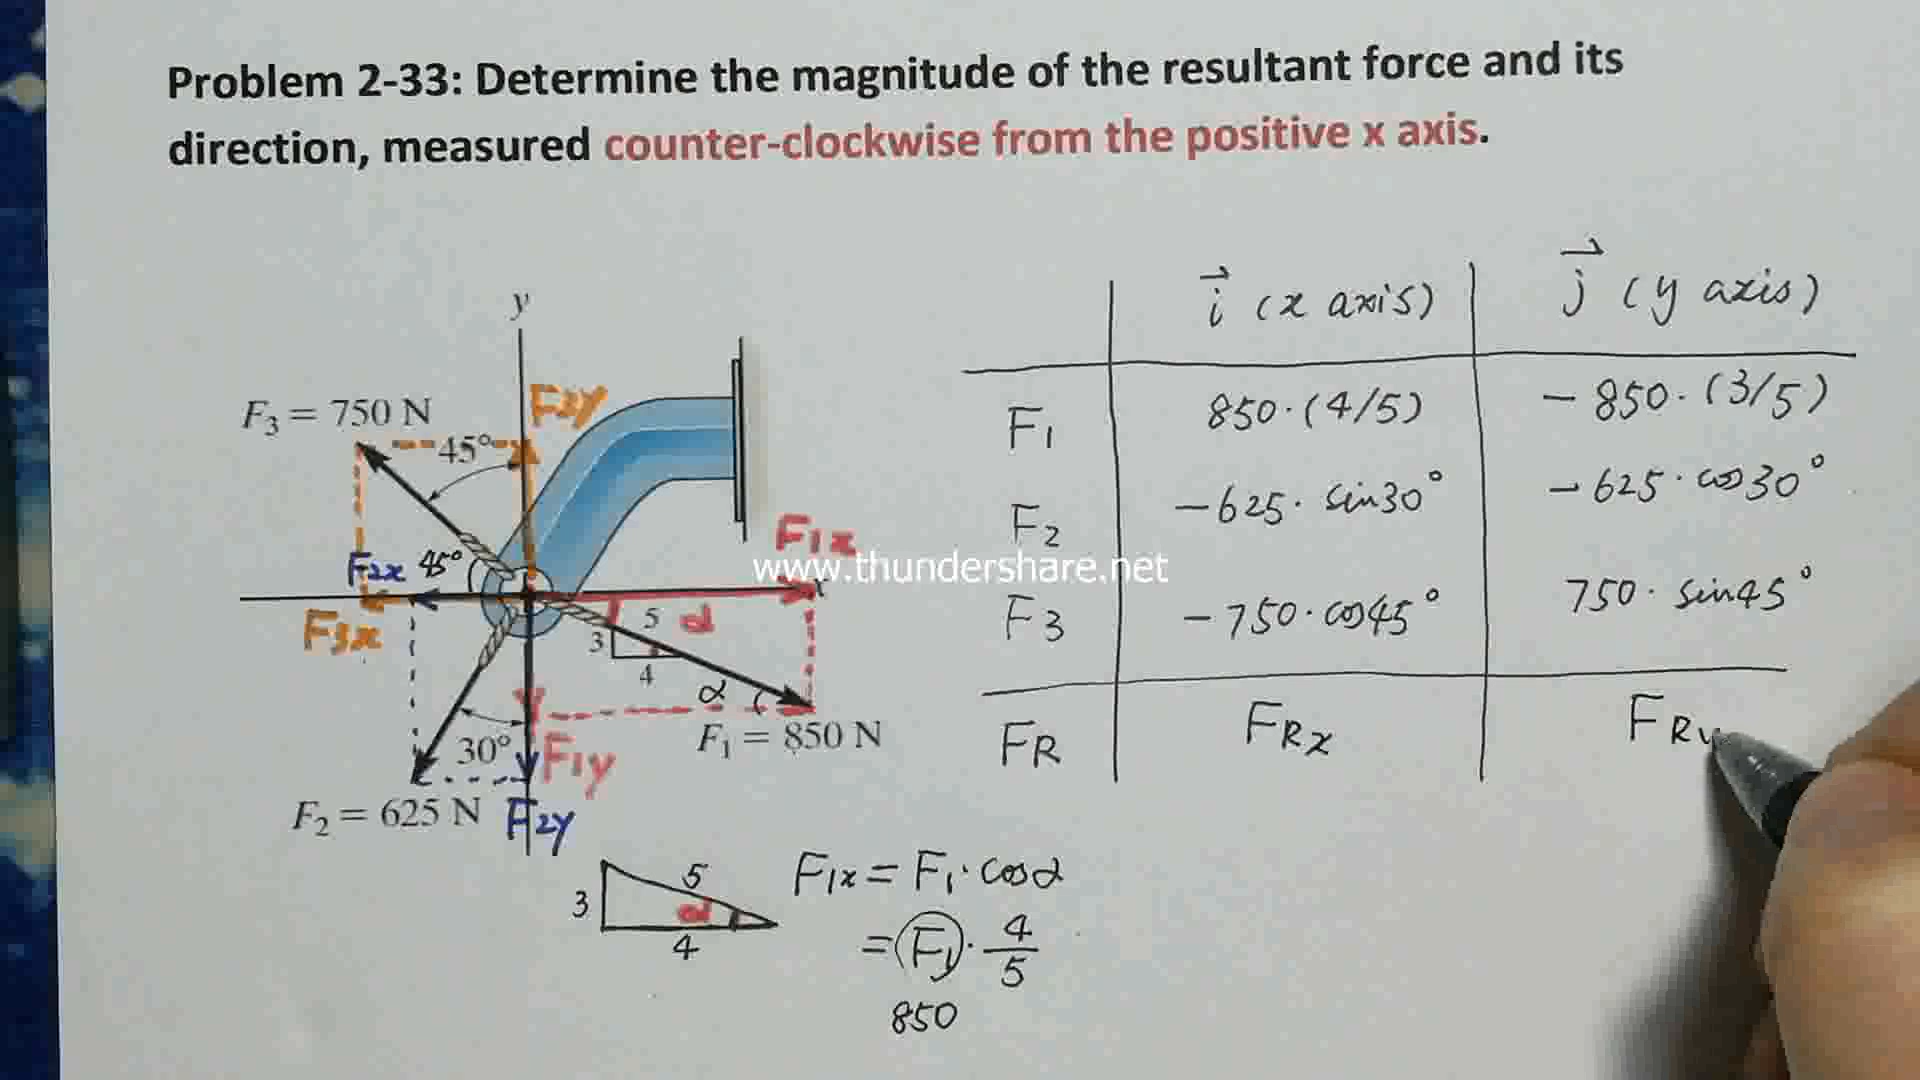 Problem 2-33: Determine the magnitude of the resultant force and its
direction, measured counter-clockwise from the positive x axis.
y
F3 = 750 N
45°
F3y
F2x 45°
F3x
F1x
x
5 α
3
4
α
F1 = 850 N
30°
F1y
F2 = 625 N
F2y
www.thundershare.net
i (x axis) j (y axis)
F1 850·(4/5) -850·(3/5)
F2 -625·sin30° -625·cos30°
F3 -750·cos45° 750·sin45°
FR FRx FRy
3 5 α 4
F1x = F1·cosα
= F1 · 4/5
850